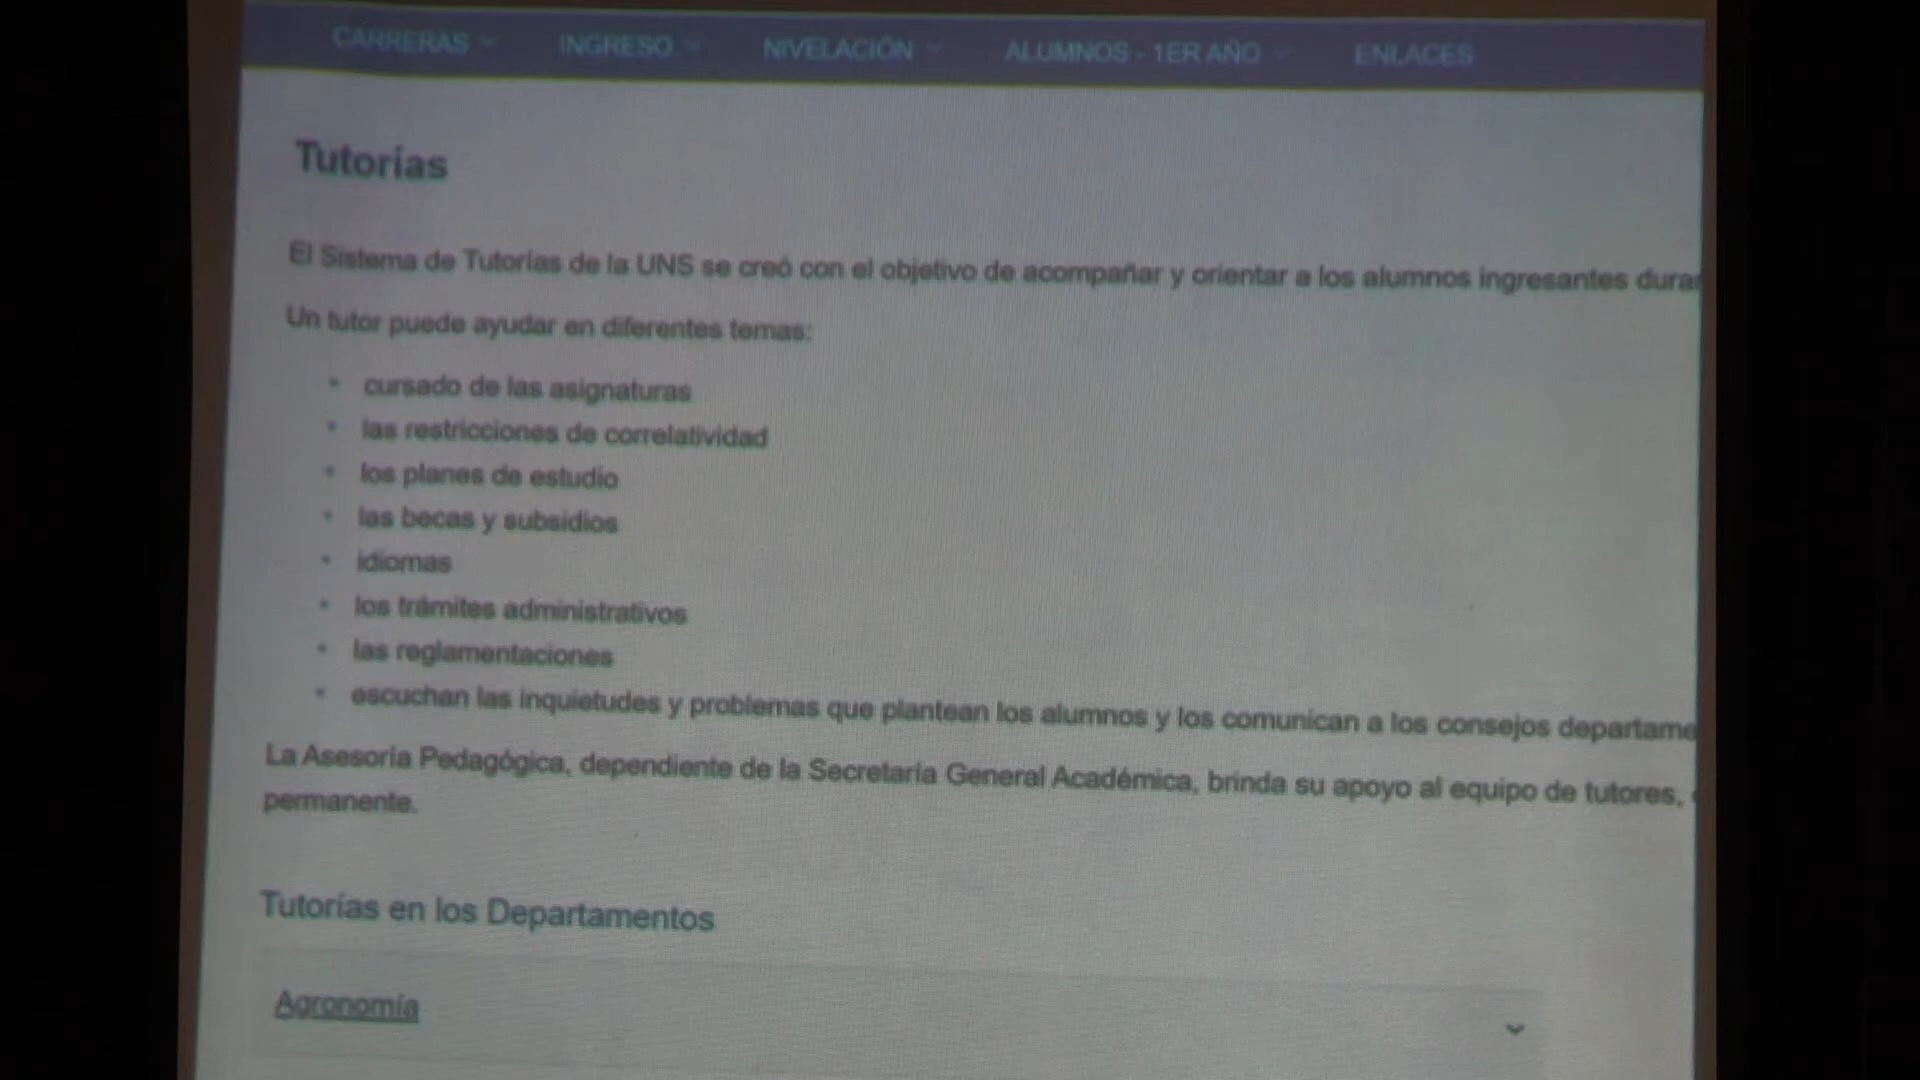 CARRERAS INGRESO NIVELACIÓN ALUMNOS - 1ER AÑO ENLACES
Tutorías
El Sistema de Tutorías de la UNS se creó con el objetivo de acompañar y orientar a los alumnos ingresantes
Un tutor puede ayudar en diferentes temas:
cursado de las asignaturas
las restricciones de correlatividad
los planes de estudio
las becas y subsidios
idiomas
los trámites administrativos
las reglamentaciones
escuchan las inquietudes y problemas que plantean los alumnos y los comunican a los consejos departame
La Asesoría Pedagógica, dependiente de la Secretaría General Académica, brinda su apoyo al equipo de tutores,
permanente.
Tutorías en los Departamentos
Agronomía